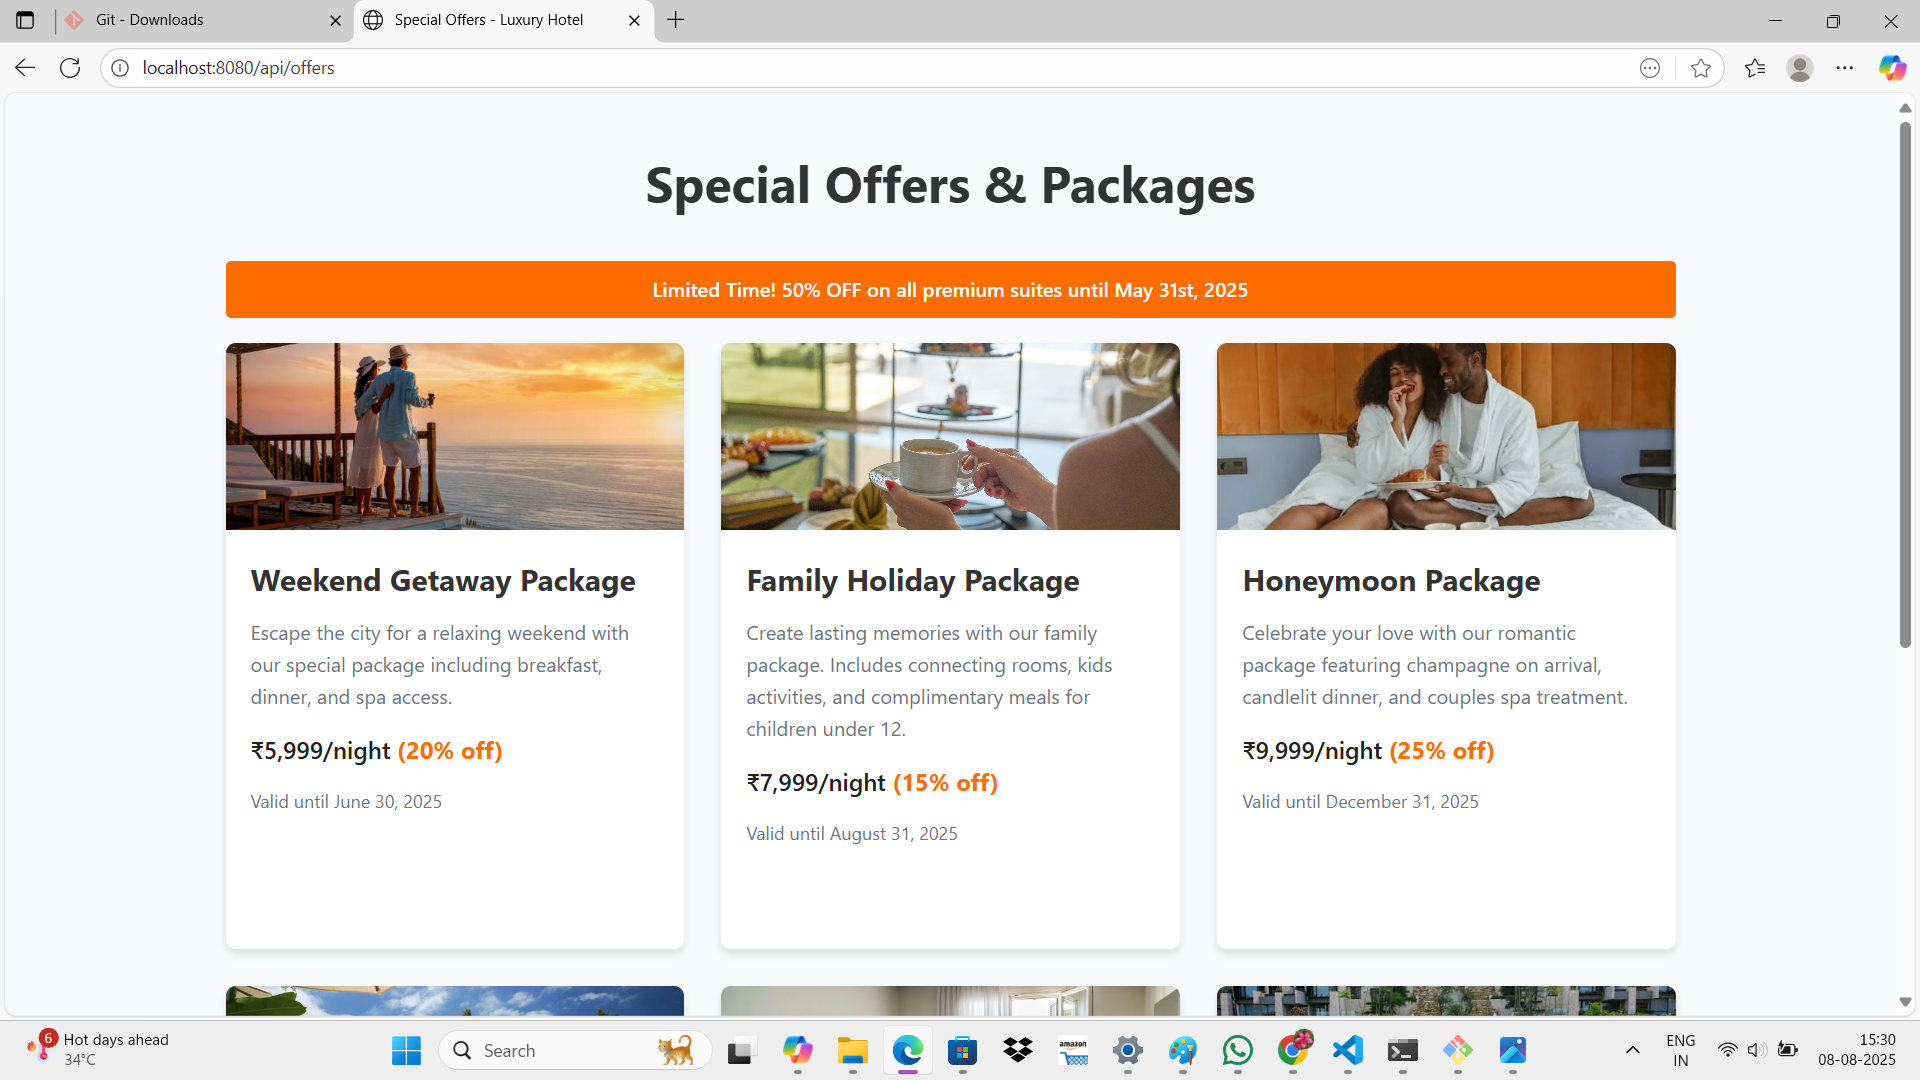 Git - Downloads
Special Offers - Luxury Hotel
localhost:8080/api/offers
Special Offers & Packages
Limited Time! 50% OFF on all premium suites until May 31st, 2025
Weekend Getaway Package
Escape the city for a relaxing weekend with
our special package including breakfast,
dinner, and spa access.
₹5,999/night (20% off)
Valid until June 30, 2025
Family Holiday Package
Create lasting memories with our family
package. Includes connecting rooms, kids
activities, and complimentary meals for
children under 12.
₹7,999/night (15% off)
Valid until August 31, 2025
Honeymoon Package
Celebrate your love with our romantic
package featuring champagne on arrival,
candlelit dinner, and couples spa treatment.
₹9,999/night (25% off)
Valid until December 31, 2025
6
Hot days ahead
34°C
Search
amazon
ENG
IN
15:30
08-08-2025